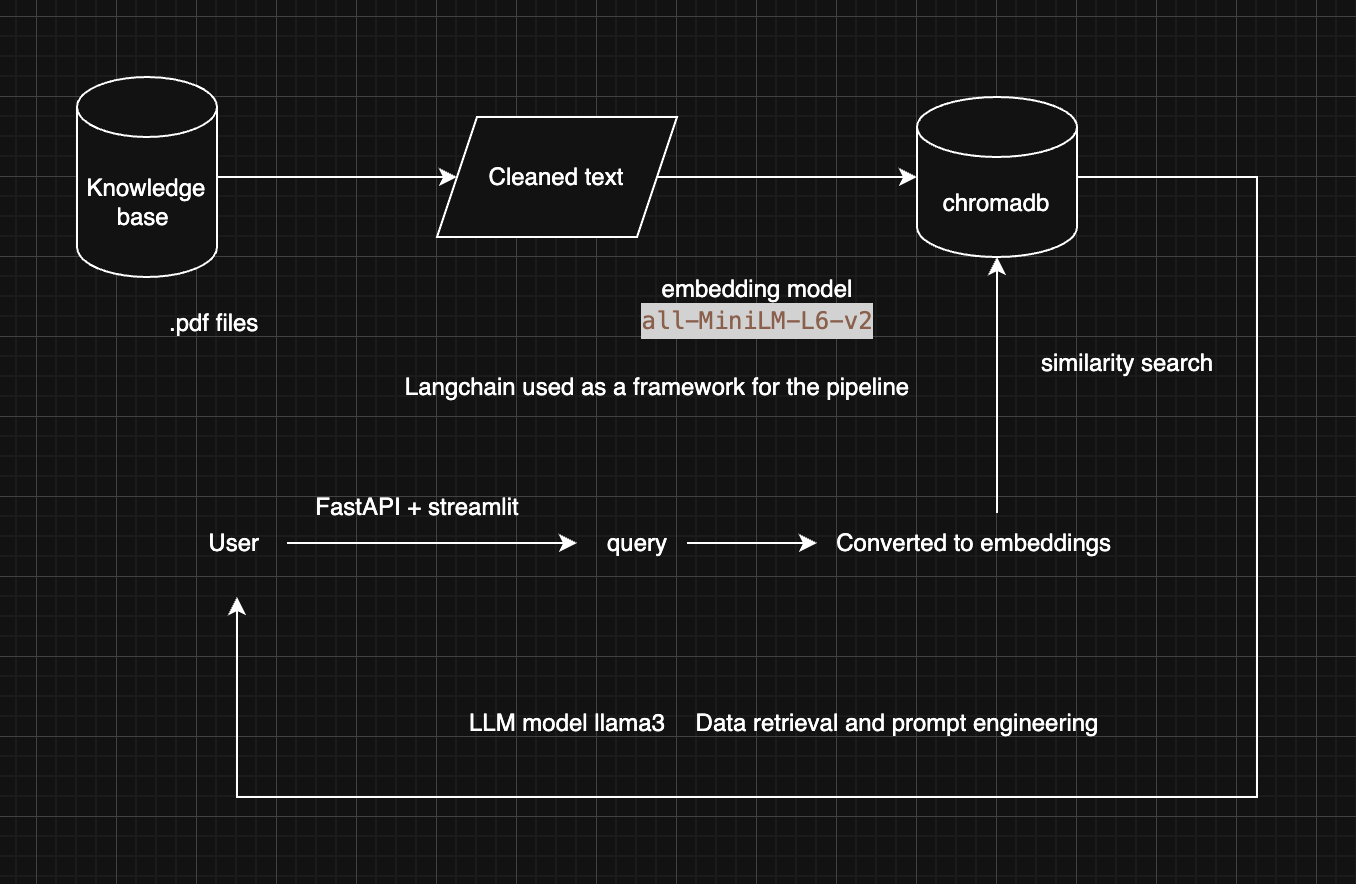 Knowledge
base
Cleaned text
chromadb
.pdf files
embedding model
all-MiniLM-L6-v2
similarity search
Langchain used as a framework for the pipeline
FastAPI + streamlit
User
query
Converted to embeddings
LLM model llama3
Data retrieval and prompt engineering